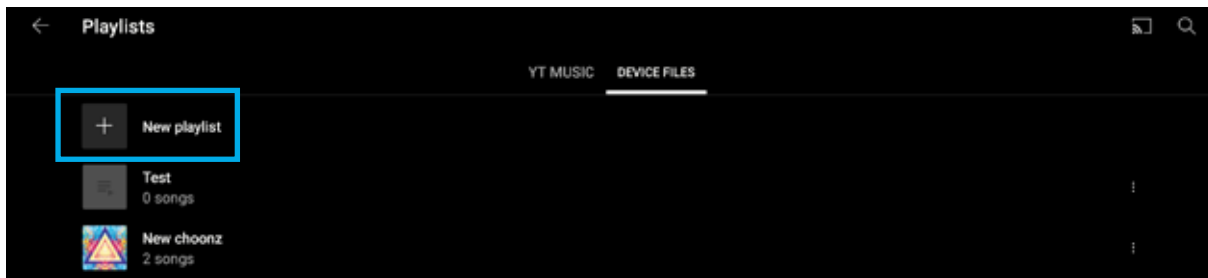 Playlists
YT MUSIC DEVICE FILES
New playlist
Test
0 songs
New choonz
2 songs